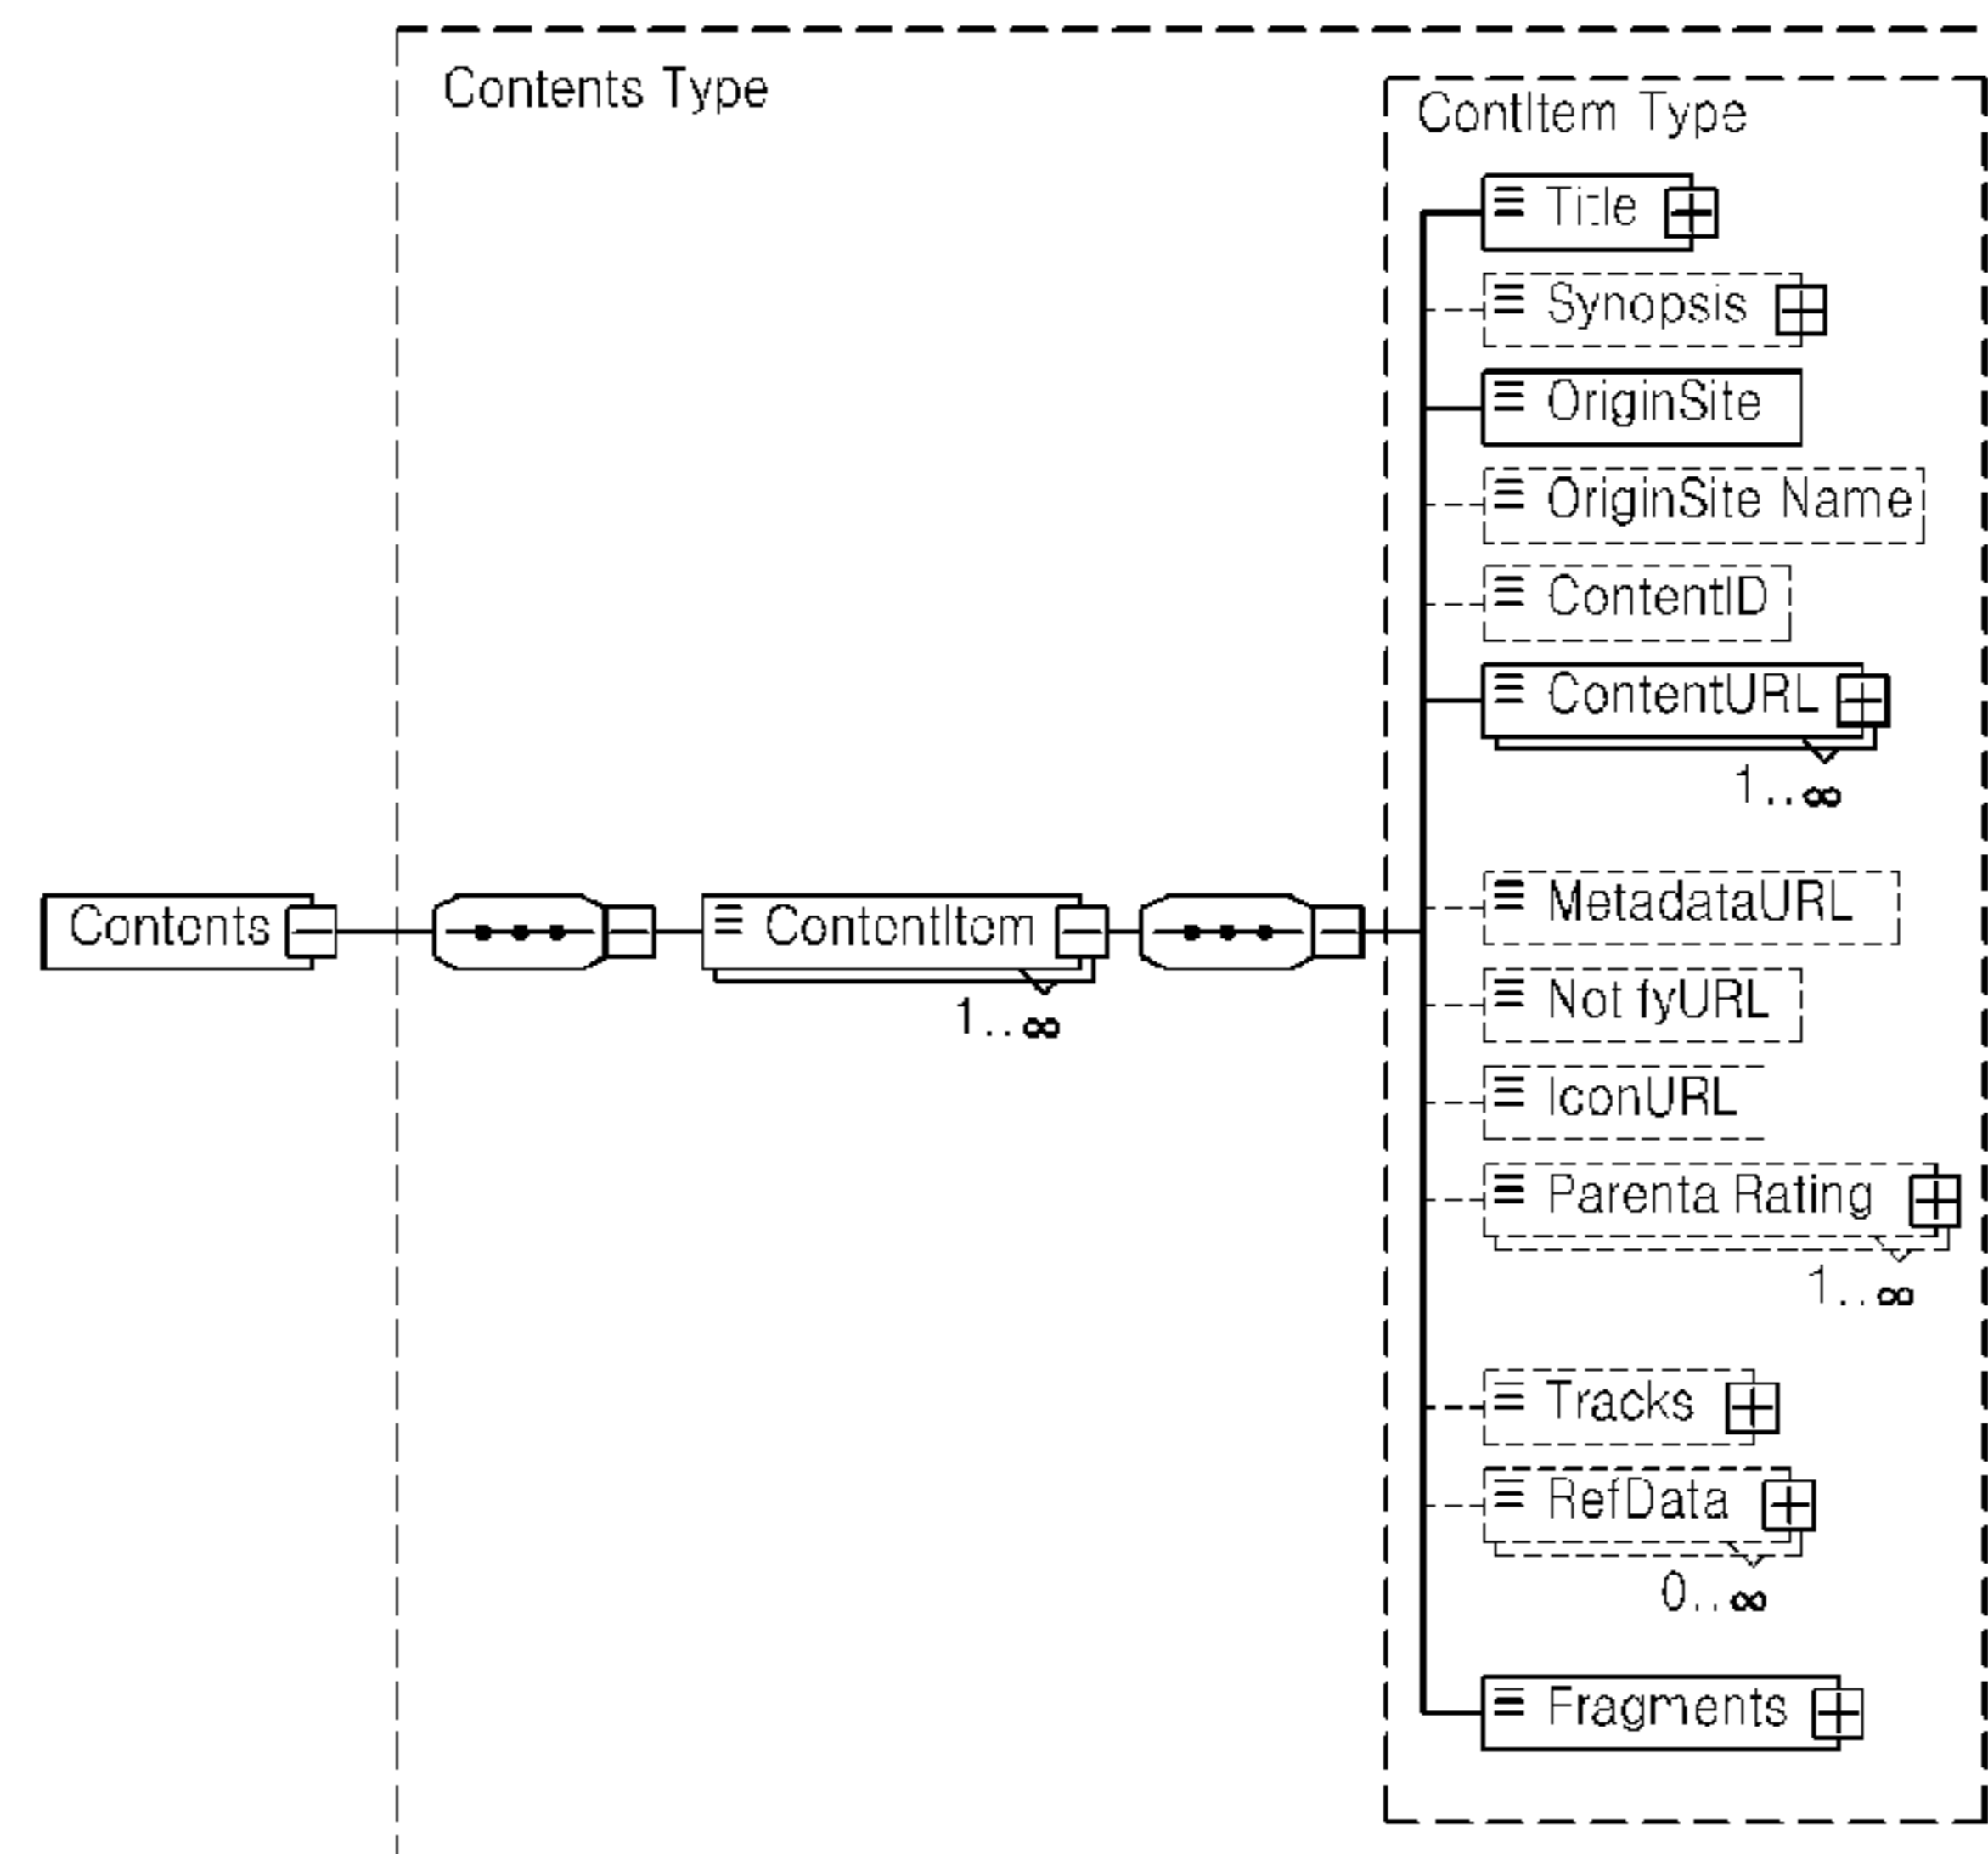 Contents Type
ContItem Type
Title
Synopsis
OriginSite
OriginSite Name
ContentID
ContentURL
1..∞
Contents
ContentItem
1..∞
MetadataURL
Not fyURL
IconURL
Parenta Rating
1..∞
Tracks
RefData
0..∞
Fragments